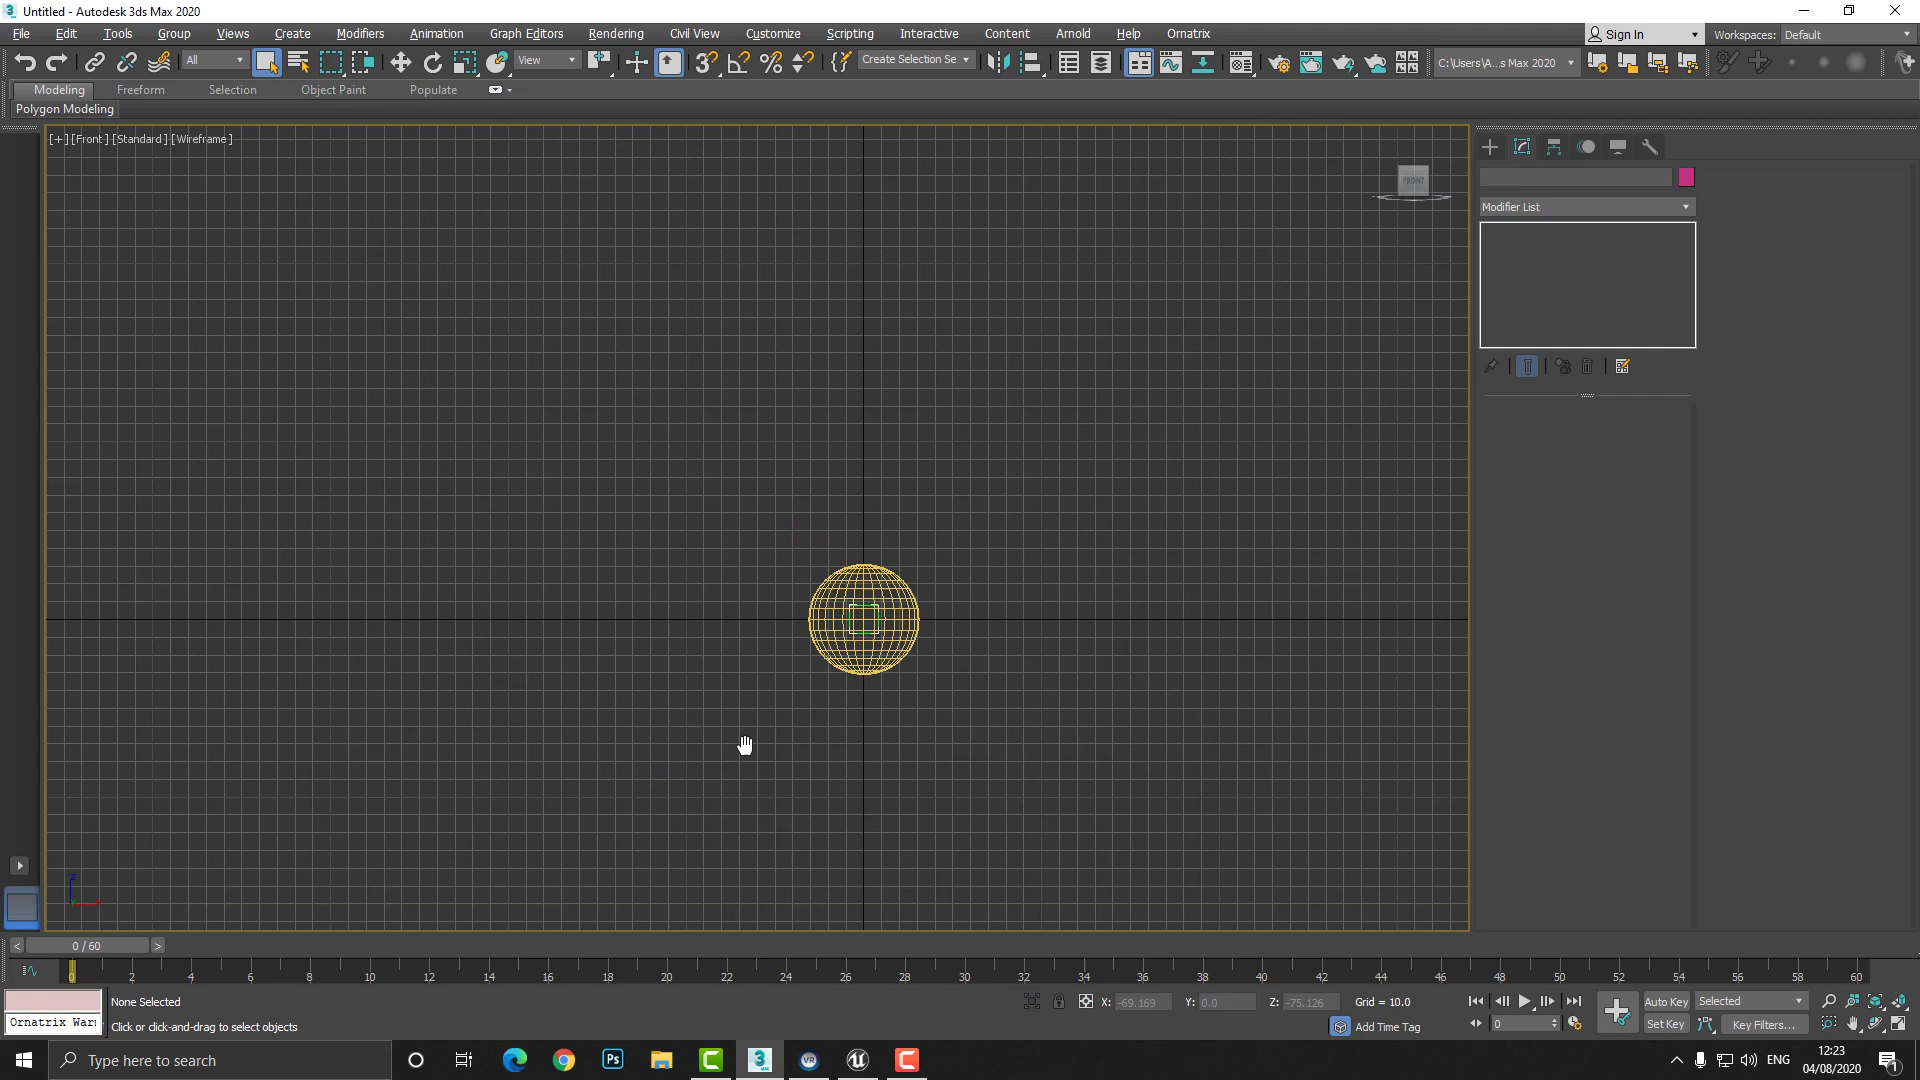 Untitled - Autodesk 3ds Max 2020
File Edit Tools Group Views Create Modifiers Animation Graph Editors Rendering Civil View Customize Scripting Interactive Content Arnold Help Ornatrix
Sign In
Workspaces: Default
All
View
Create Selection Se
C:\Users\A...s Max 2020
Modeling Freeform Selection Object Paint Populate
Polygon Modeling
[+] [Front] [Standard] [Wireframe]
FRONT
Modifier List
z
0 / 60
0 2 4 6 8 10 12 14 16 18 20 22 24 26 28 30 32 34 36 38 40 42 44 46 48 50 52 54 56 58 60
None Selected
X: -69.169 Y: 0.0 Z: -75.126 Grid = 10.0
Auto Key Selected
Ornatrix War
Click or click-and-drag to select objects
Add Time Tag
0
Set Key Key Filters...
Type here to search
ENG
12:23
04/08/2020